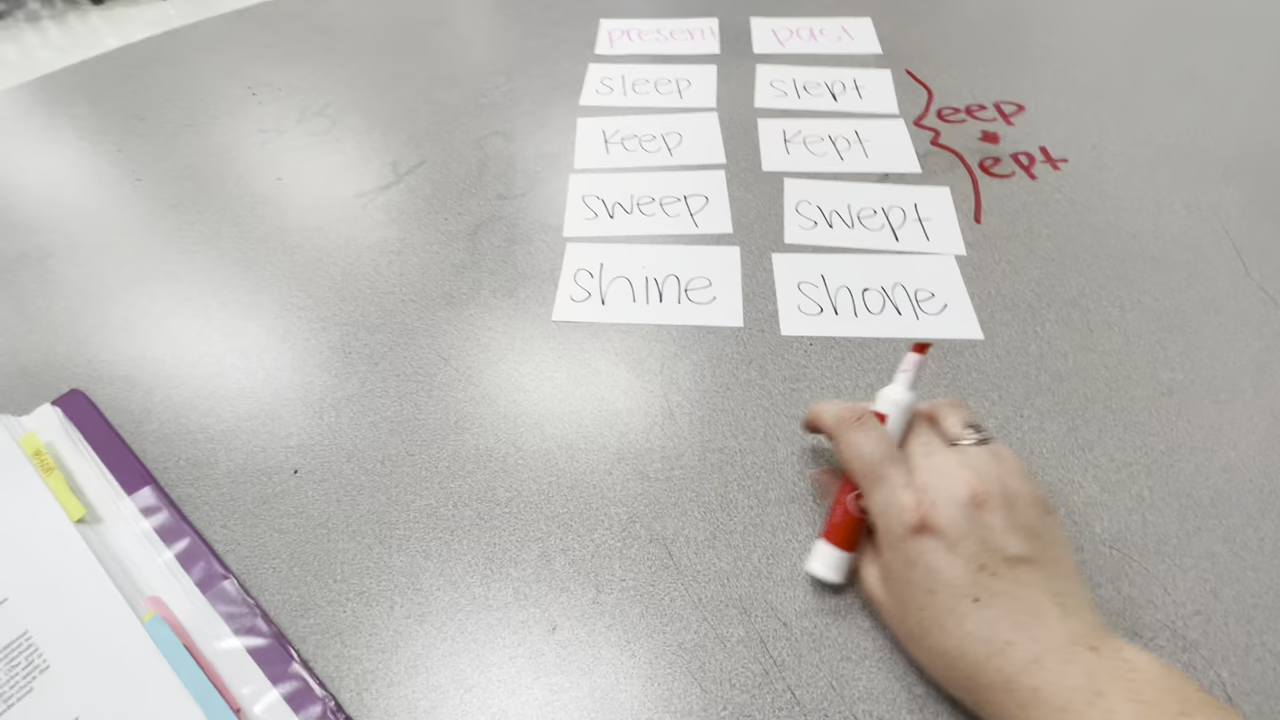 present past
sleep slept
keep kept
sweep swept
shine shone
eep
ept